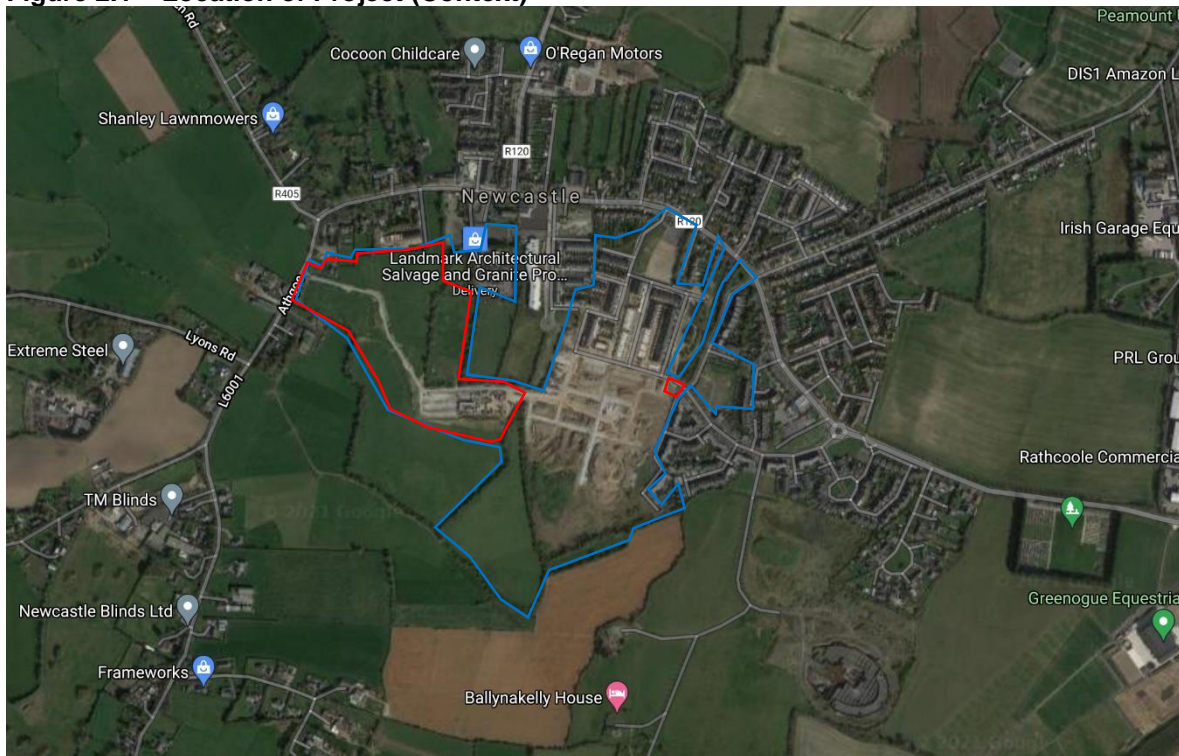 Peamount
Cocoon Childcare
O'Regan Motors
DIS1 Amazon L
Shanley Lawnmowers
R120
R405
Newcastle
R120
Irish Garage Equ
Landmark Architectural
Salvage and Granite Pro...
Delivery
Athgoe
Lyons Rd
Extreme Steel
PRL Grou
L6001
Rathcoole Commercia
TM Blinds
Greenogue Equestria
Newcastle Blinds Ltd
Frameworks
Ballynakelly House